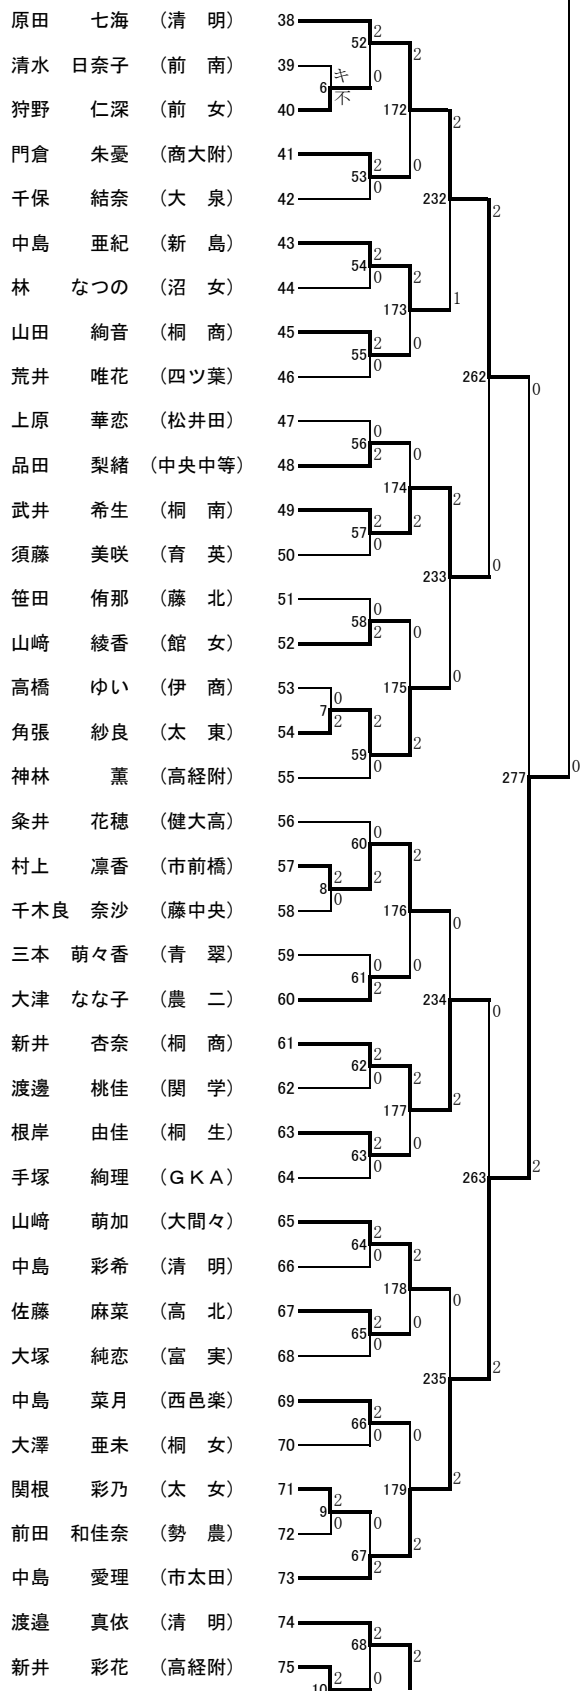 原田 七海 （清 明） 38
清水 日奈子 （前 南） 39
狩野 仁深 （前 女） 40
門倉 朱憂 （商大附） 41
千保 結奈 （大 泉） 42
中島 亜紀 （新 島） 43
林 なつの （沼 女） 44
山田 絢音 （桐 商） 45
荒井 唯花 （四ツ葉） 46
上原 華恋 （松井田） 47
品田 梨緒 （中央中等） 48
武井 希生 （桐 南） 49
須藤 美咲 （育 英） 50
笹田 侑那 （藤 北） 51
山﨑 綾香 （館 女） 52
高橋 ゆい （伊 商） 53
角張 紗良 （太 東） 54
神林 薫 （高経附） 55
粂井 花穂 （健大高） 56
村上 凛香 （市前橋） 57
千木良 奈沙 （藤中央） 58
三本 萌々香 （青 翠） 59
大津 なな子 （農 二） 60
新井 杏奈 （桐 商） 61
渡邊 桃佳 （関 学） 62
根岸 由佳 （桐 生） 63
手塚 絢理 （ＧＫＡ） 64
山﨑 萌加 （大間々） 65
中島 彩希 （清 明） 66
佐藤 麻菜 （高 北） 67
大塚 純恋 （富 実） 68
中島 菜月 （西邑楽） 69
大澤 亜未 （桐 女） 70
関根 彩乃 （太 女） 71
前田 和佳奈 （勢 農） 72
中島 愛理 （市太田） 73
渡邉 真依 （清 明） 74
新井 彩花 （高経附） 75
6 キ 不
7 0 2
8 2 0
9 2 0
10 2
52 2 0
53 2 0
54 2 0
55 2 0
56 0 2
57 2 0
58 0 2
59 2 0
60 0 2
61 0 2
62 2 0
63 2 0
64 2 0
65 2 0
66 2 0
67 0 2
68 2 0
172 2 0
173 2 0
174 0 2
175 0 2
176 2 0
177 2 0
178 2 0
179 0 2
2
232 2 1
233 2 0
234 0 2
235 0 2
262 2 0
263 0 2
277 0 2
0